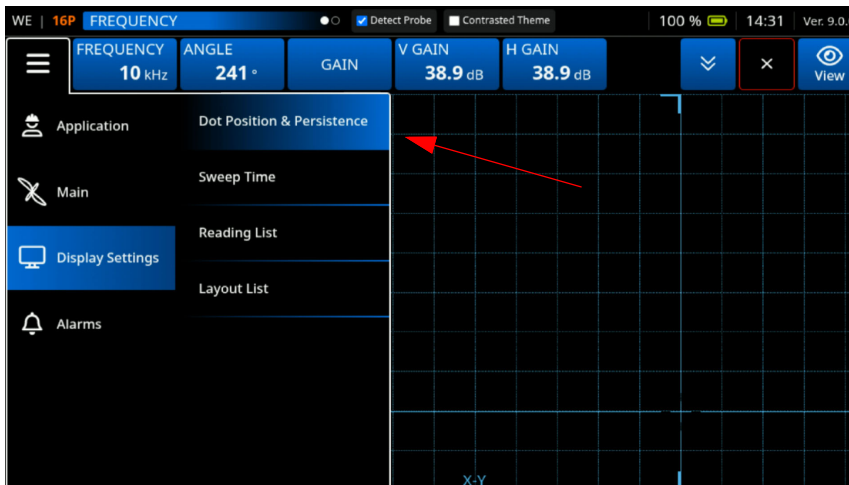 WE | 16P FREQUENCY Detect Probe Contrasted Theme 100 % 14:31 Ver. 9.0.
FREQUENCY ANGLE GAIN V GAIN H GAIN
10 kHz 241 ° 38.9 dB 38.9 dB View
Application
Main
Display Settings
Alarms
Dot Position & Persistence
Sweep Time
Reading List
Layout List
X-Y